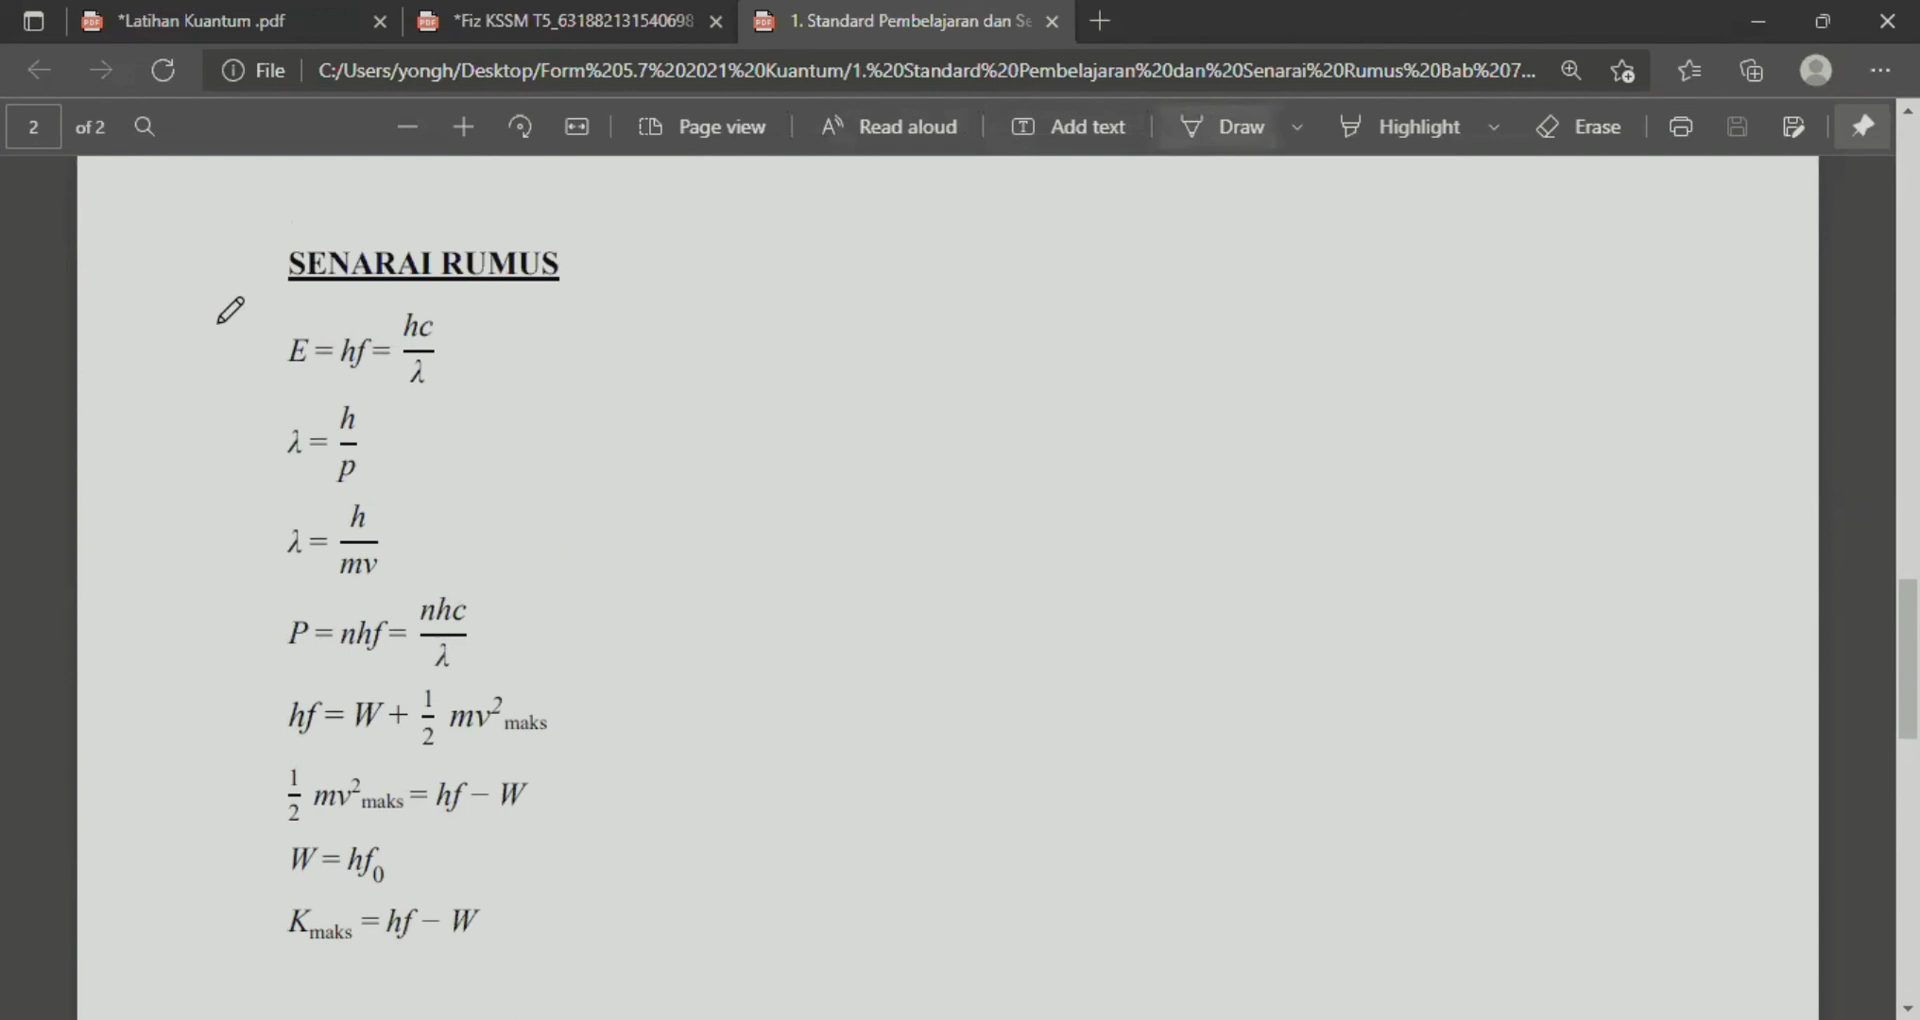 *Latihan Kuantum .pdf
*Fiz KSSM T5_631882131540698
1. Standard Pembelajaran dan Se
File
C:/Users/yongh/Desktop/Form%205.7%202021%20Kuantum/1.%20Standard%20Pembelajaran%20dan%20Senarai%20Rumus%20Bab%207...
2 of 2
Page view
Read aloud
Add text
Draw
Highlight
Erase
SENARAI RUMUS
E = hf = hc/λ
λ = h/p
λ = h/mv
P = nhf = nhc/λ
hf = W + 1/2 mv²maks
1/2 mv²maks = hf − W
W = hf₀
Kmaks = hf − W